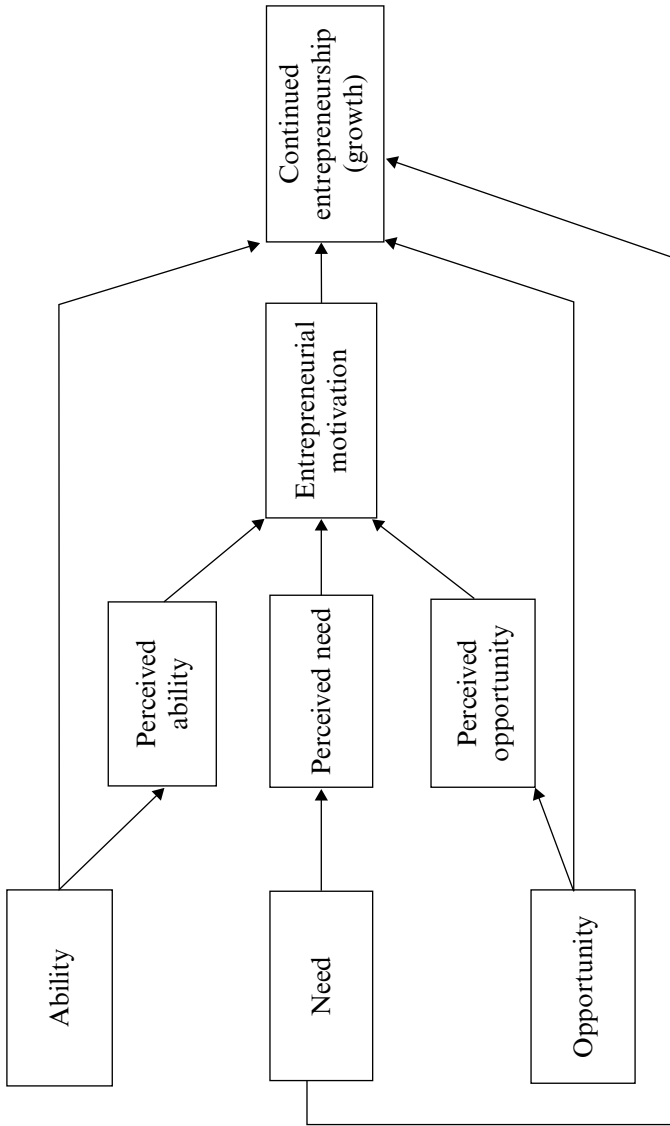 Ability
Need
Opportunity
Perceived
ability
Perceived need
Perceived
opportunity
Entrepreneurial
motivation
Continued
entrepreneurship
(growth)